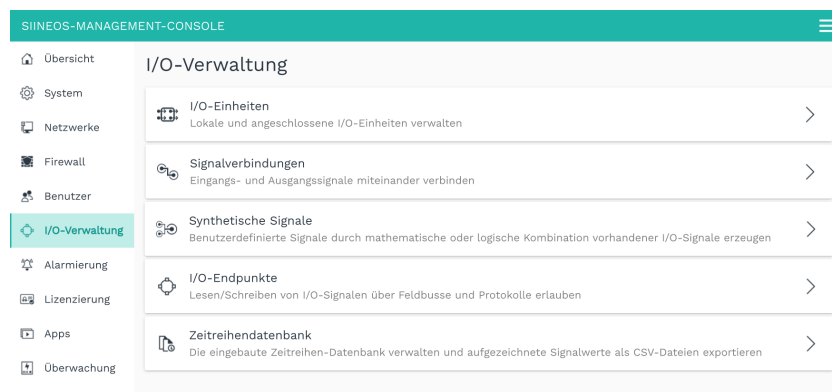 SIINEOS-MANAGEMENT-CONSOLE
Übersicht
System
Netzwerke
Firewall
Benutzer
I/O-Verwaltung
Alarmierung
Lizenzierung
Apps
Überwachung
I/O-Verwaltung
I/O-Einheiten
Lokale und angeschlossene I/O-Einheiten verwalten
Signalverbindungen
Eingangs- und Ausgangssignale miteinander verbinden
Synthetische Signale
Benutzerdefinierte Signale durch mathematische oder logische Kombination vorhandener I/O-Signale erzeugen
I/O-Endpunkte
Lesen/Schreiben von I/O-Signalen über Feldbusse und Protokolle erlauben
Zeitreihendatenbank
Die eingebaute Zeitreihen-Datenbank verwalten und aufgezeichnete Signalwerte als CSV-Dateien exportieren